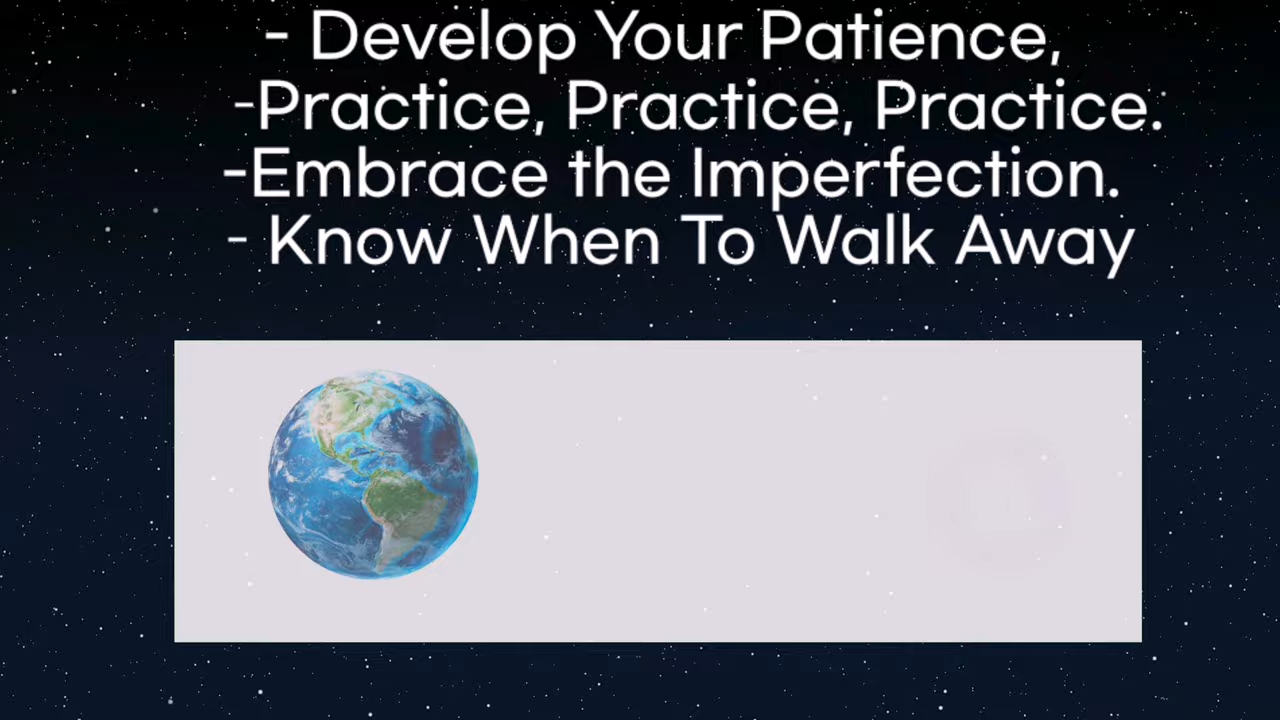 - Develop Your Patience,
-Practice, Practice, Practice.
-Embrace the Imperfection.
- Know When To Walk Away